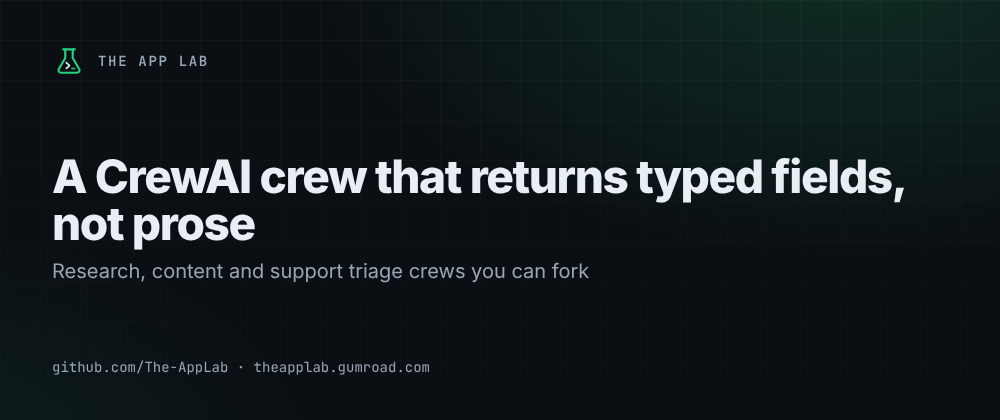 THE APP LAB
A CrewAI crew that returns typed fields,
not prose
Research, content and support triage crews you can fork
github.com/The-AppLab · theapplab.gumroad.com